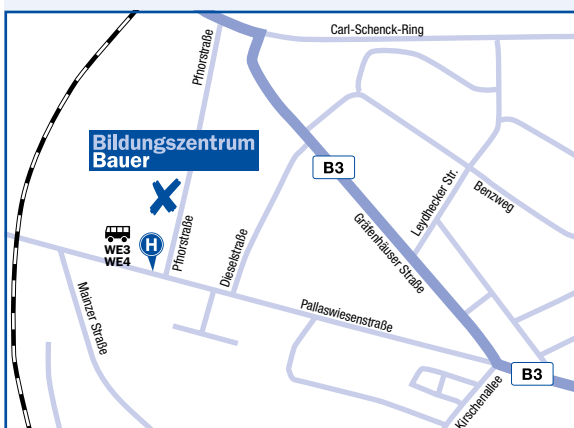 Carl-Schenck-Ring
Pfnorstraße
Bildungszentrum
Bauer
B3
Leydhecker Str.
Benzweg
H
WE3
WE4
Pfnorstraße
Dieselstraße
Gräfenhäuser Straße
Mainzer Straße
Pallaswiesenstraße
B3
Kirschenallee